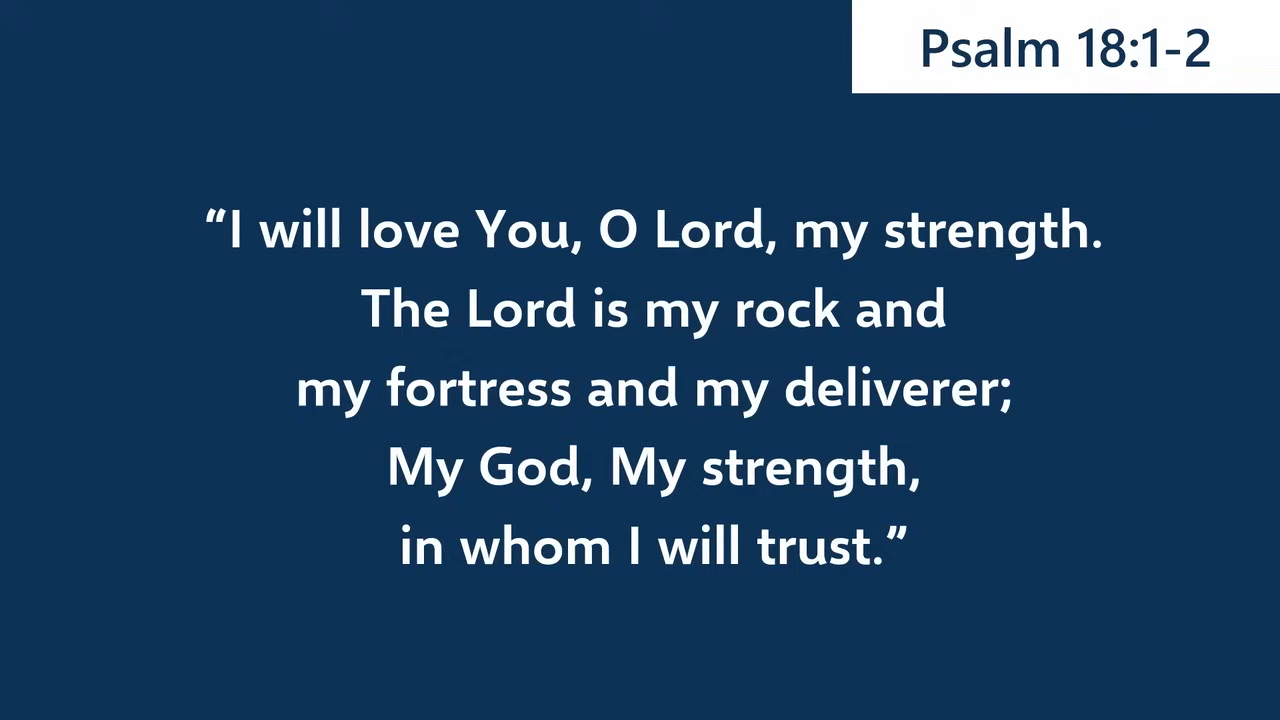 Psalm 18:1-2
“I will love You, O Lord, my strength.
The Lord is my rock and
my fortress and my deliverer;
My God, My strength,
in whom I will trust.”